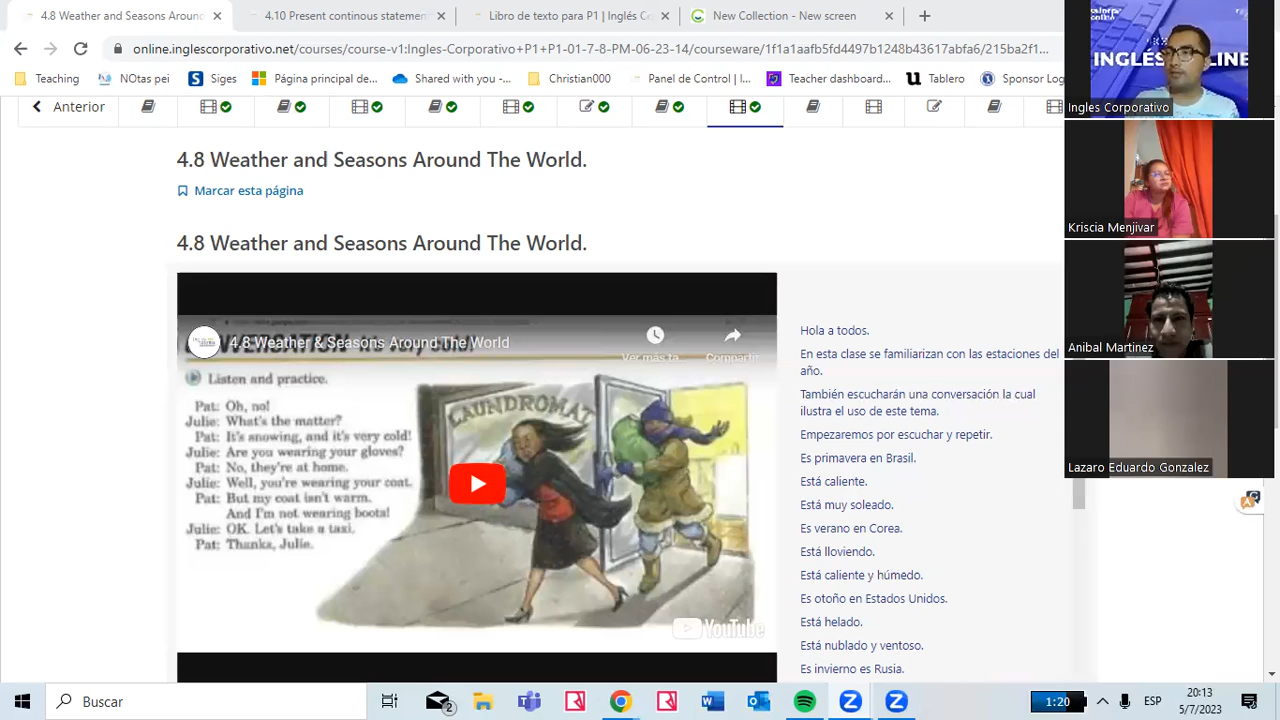 4.8 Weather and Seasons Aroun
4.10 Present continous statement
Libro de texto para P1 | Inglés Co
New Collection - New screen
online.inglescorporativo.net/courses/course-v1:Ingles-Corporativo+P1+P1-01-7-8-PM-06-23-14/courseware/1f1a1aafb5fd4497b1248b43617abfa6/215ba2f1...
Teaching
NOtas pei
Siges
Página principal de...
Shared with you -...
Christian000
Panel de Control | I...
Teacher dashboard...
Tablero
Sponsor Log
Anterior
4.8 Weather and Seasons Around The World.
Marcar esta página
4.8 Weather and Seasons Around The World.
4.8 Weather & Seasons Around The World
Ver más ta
Compartir
Listen and practice.
Pat: Oh, no!
Julie: What's the matter?
Pat: It's snowing, and it's very cold!
Julie: Are you wearing your gloves?
Pat: No, they're at home.
Julie: Well, you're wearing your coat.
Pat: But my coat isn't warm.
And I'm not wearing boots!
Julie: OK. Let's take a taxi.
Pat: Thanks, Julie.
LAUNDROMAT
YouTube
Hola a todos.
En esta clase se familiarizan con las estaciones del
año.
También escucharán una conversación la cual
ilustra el uso de este tema.
Empezaremos por escuchar y repetir.
Es primavera en Brasil.
Está caliente.
Está muy soleado.
Es verano en Corea.
Está lloviendo.
Está caliente y húmedo.
Es otoño en Estados Unidos.
Está helado.
Está nublado y ventoso.
Es invierno es Rusia.
INGLÉS
LINE
Ingles Corporativo
Kriscia Menjivar
Anibal Martinez
Lazaro Eduardo Gonzalez
Buscar
2
1:20
ESP
20:13
5/7/2023